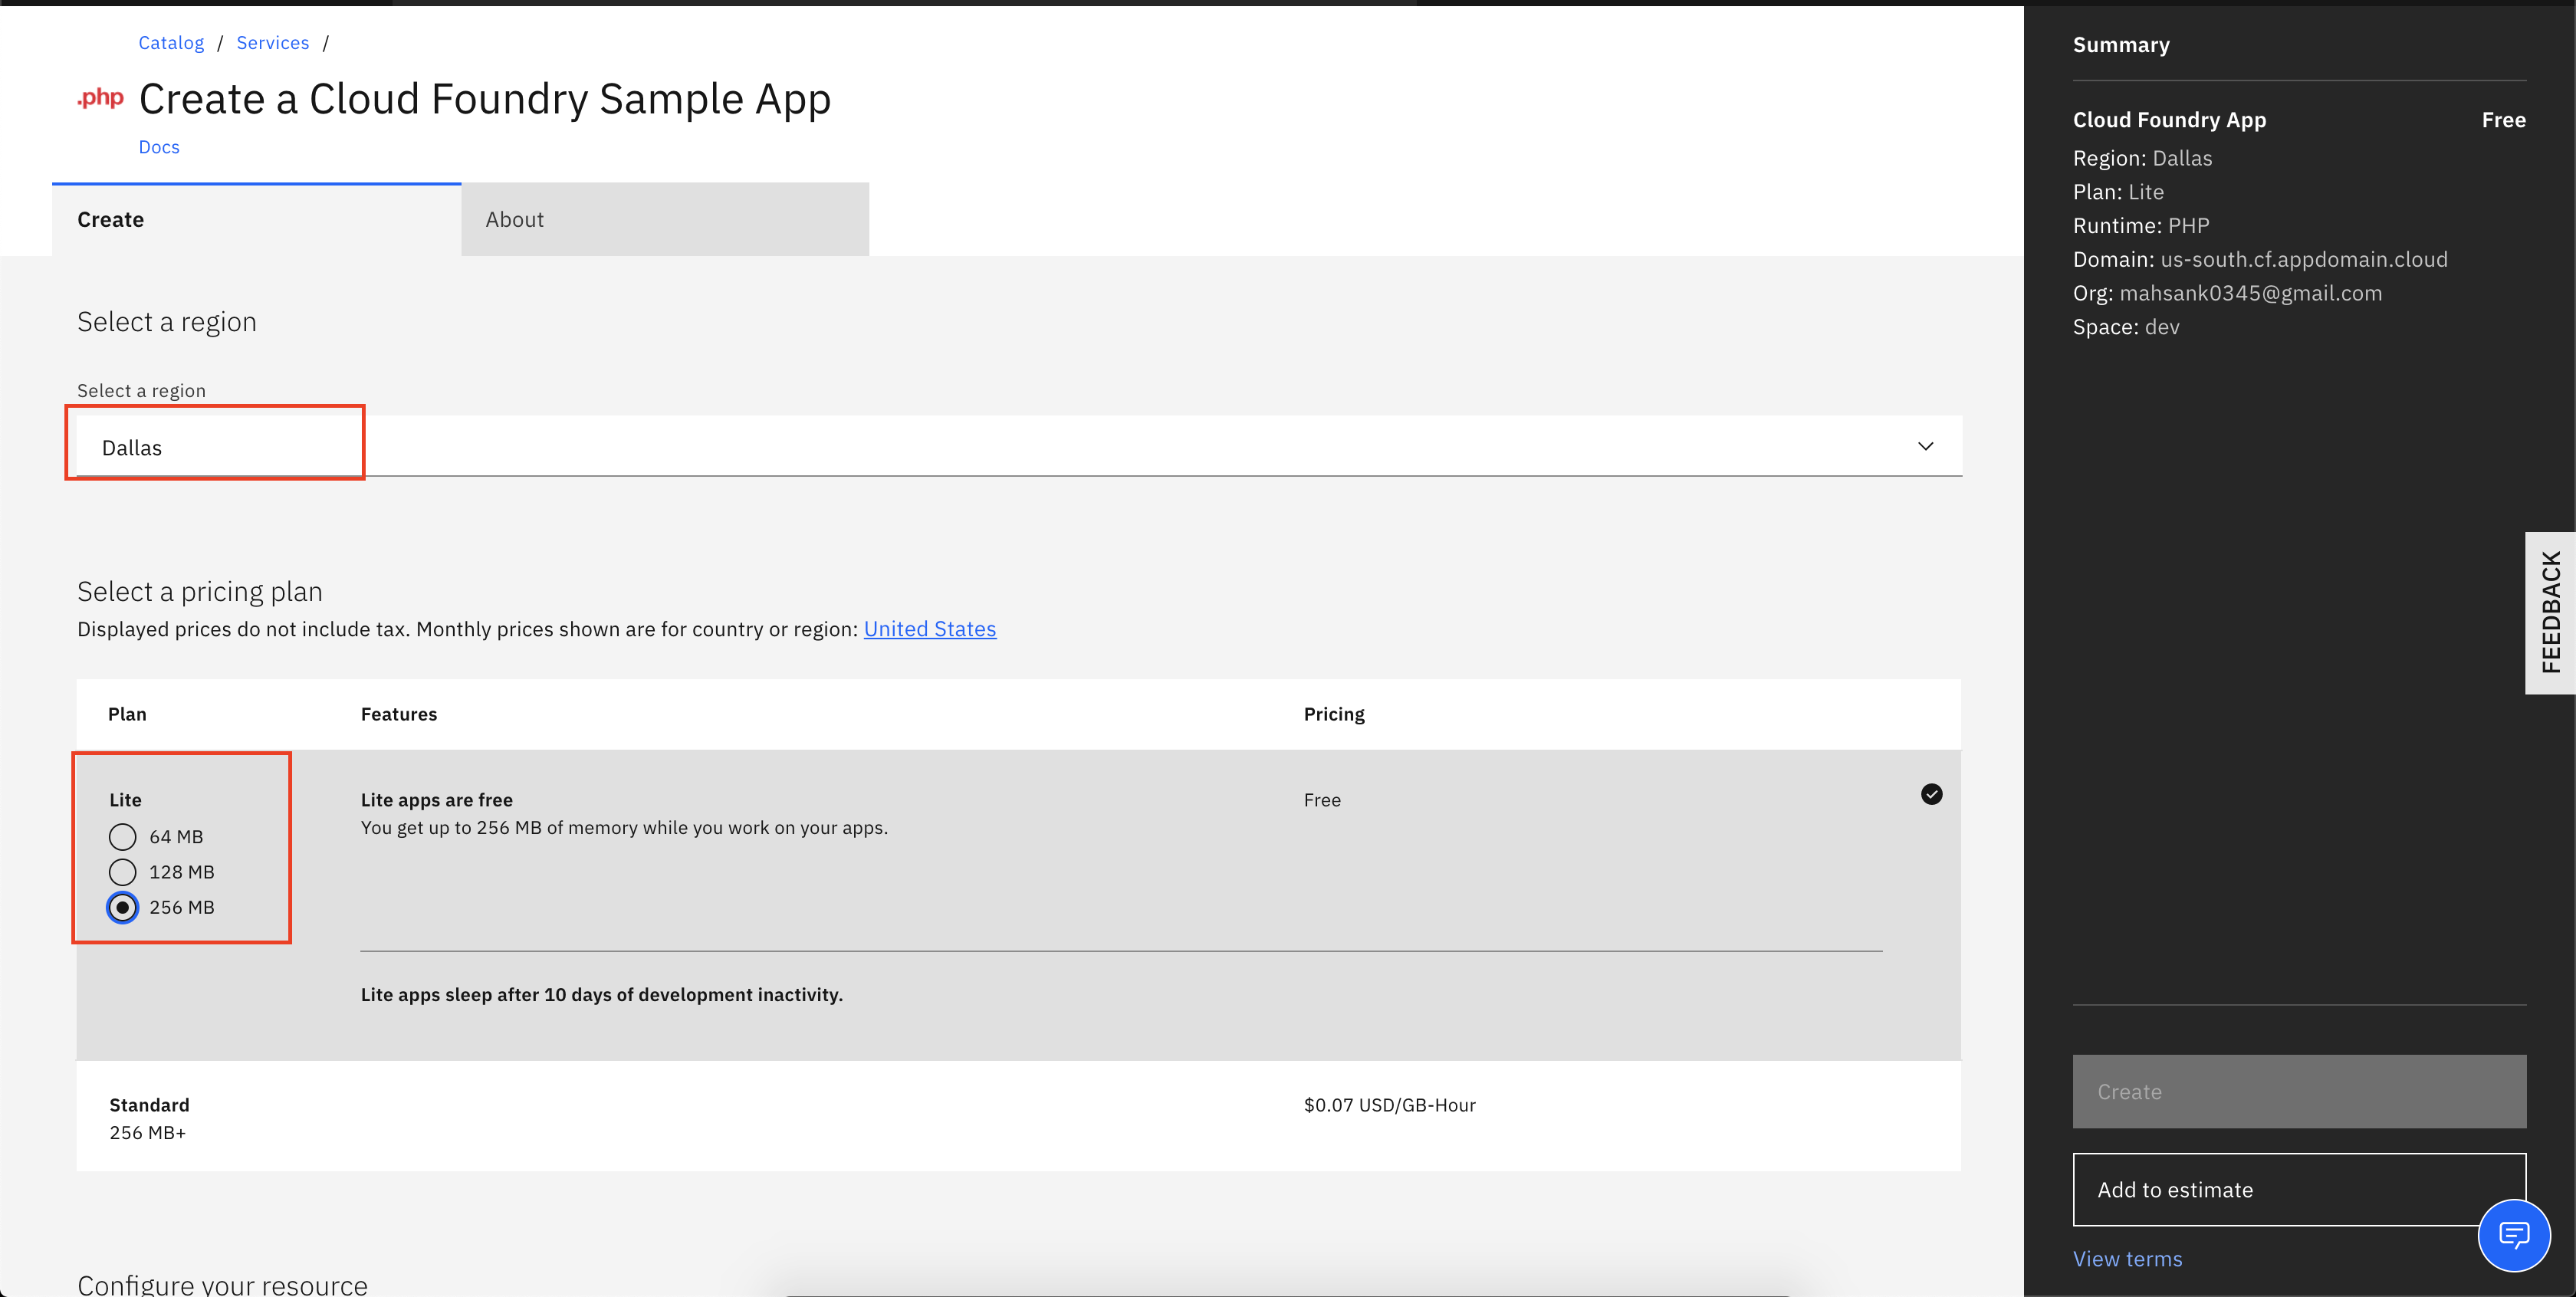 Catalog / Services /
.php Create a Cloud Foundry Sample App
Docs
Create
About
Select a region
Select a region
Dallas
Select a pricing plan
Displayed prices do not include tax. Monthly prices shown are for country or region: United States
Plan Features Pricing
Lite
64 MB
128 MB
256 MB
Lite apps are free
You get up to 256 MB of memory while you work on your apps.
Free
Lite apps sleep after 10 days of development inactivity.
Standard
256 MB+
$0.07 USD/GB-Hour
Configure your resource
Summary
Cloud Foundry App Free
Region: Dallas
Plan: Lite
Runtime: PHP
Domain: us-south.cf.appdomain.cloud
Org: mahsank0345@gmail.com
Space: dev
FEEDBACK
Create
Add to estimate
View terms